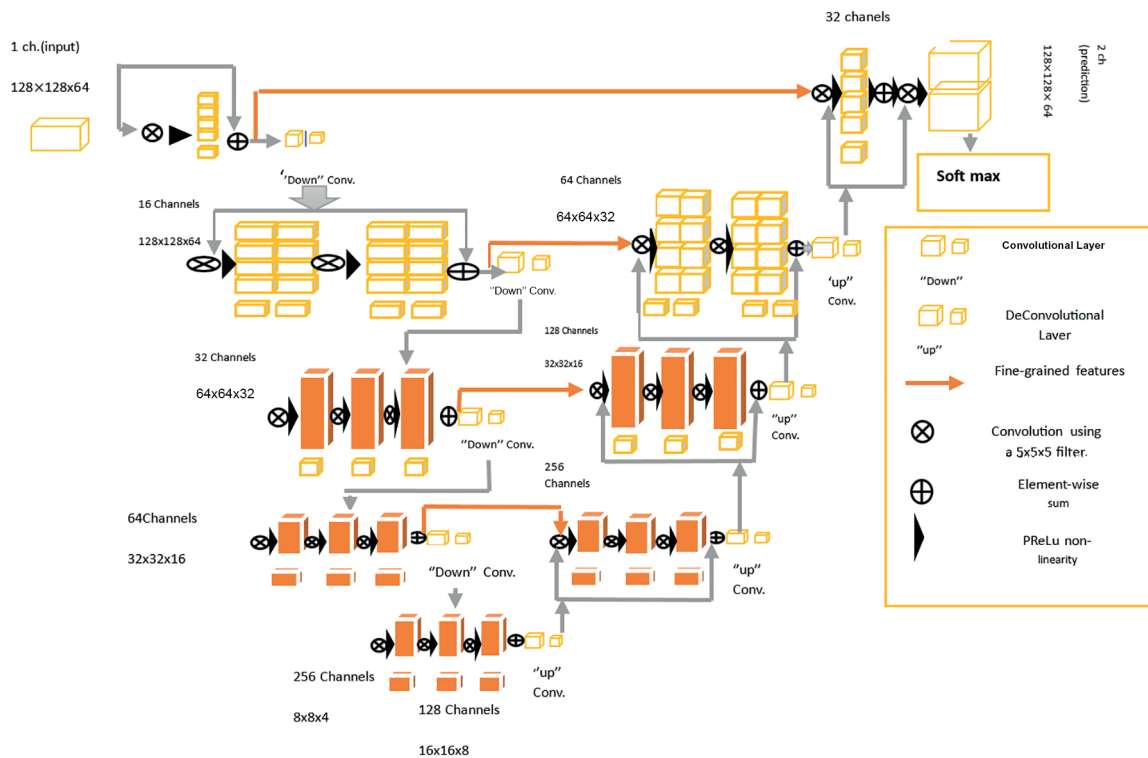 1 ch.(input)
128×128x64
32 chanels
2 ch
(prediction)
128×128× 64
‘‘Down’’ Conv.
16 Channels
128x128x64
64 Channels
64x64x32
Soft max
‘‘Down’’ Conv.
‘up’’
Conv.
32 Channels
64x64x32
128 Channels
32x32x16
‘‘Down’’ Conv.
‘‘up’’
Conv.
256
Channels
64Channels
32x32x16
‘‘Down’’ Conv.
‘‘up’’
Conv.
256 Channels
8x8x4
128 Channels
16x16x8
‘‘up’’
Conv.
Convolutional Layer
‘‘Down’’
DeConvolutional
Laver
‘‘up’’
Fine-grained features
Convolution using
a 5x5x5 filter.
Element-wise
sum
PReLu non-
linearity